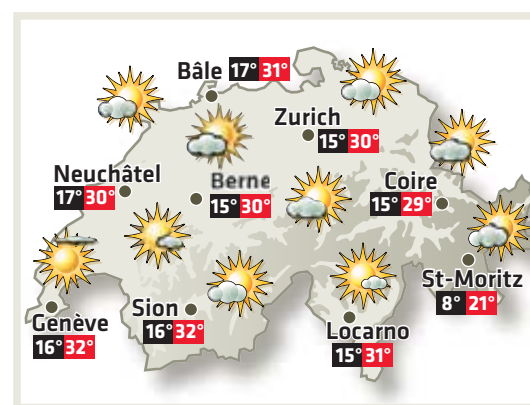 Bâle 17° 31°
Zurich
15° 30°
Neuchâtel
17° 30°
Berne
15° 30°
Coire
15° 29°
St-Moritz
8° 21°
Genève
16° 32°
Sion
16° 32°
Locarno
15° 31°